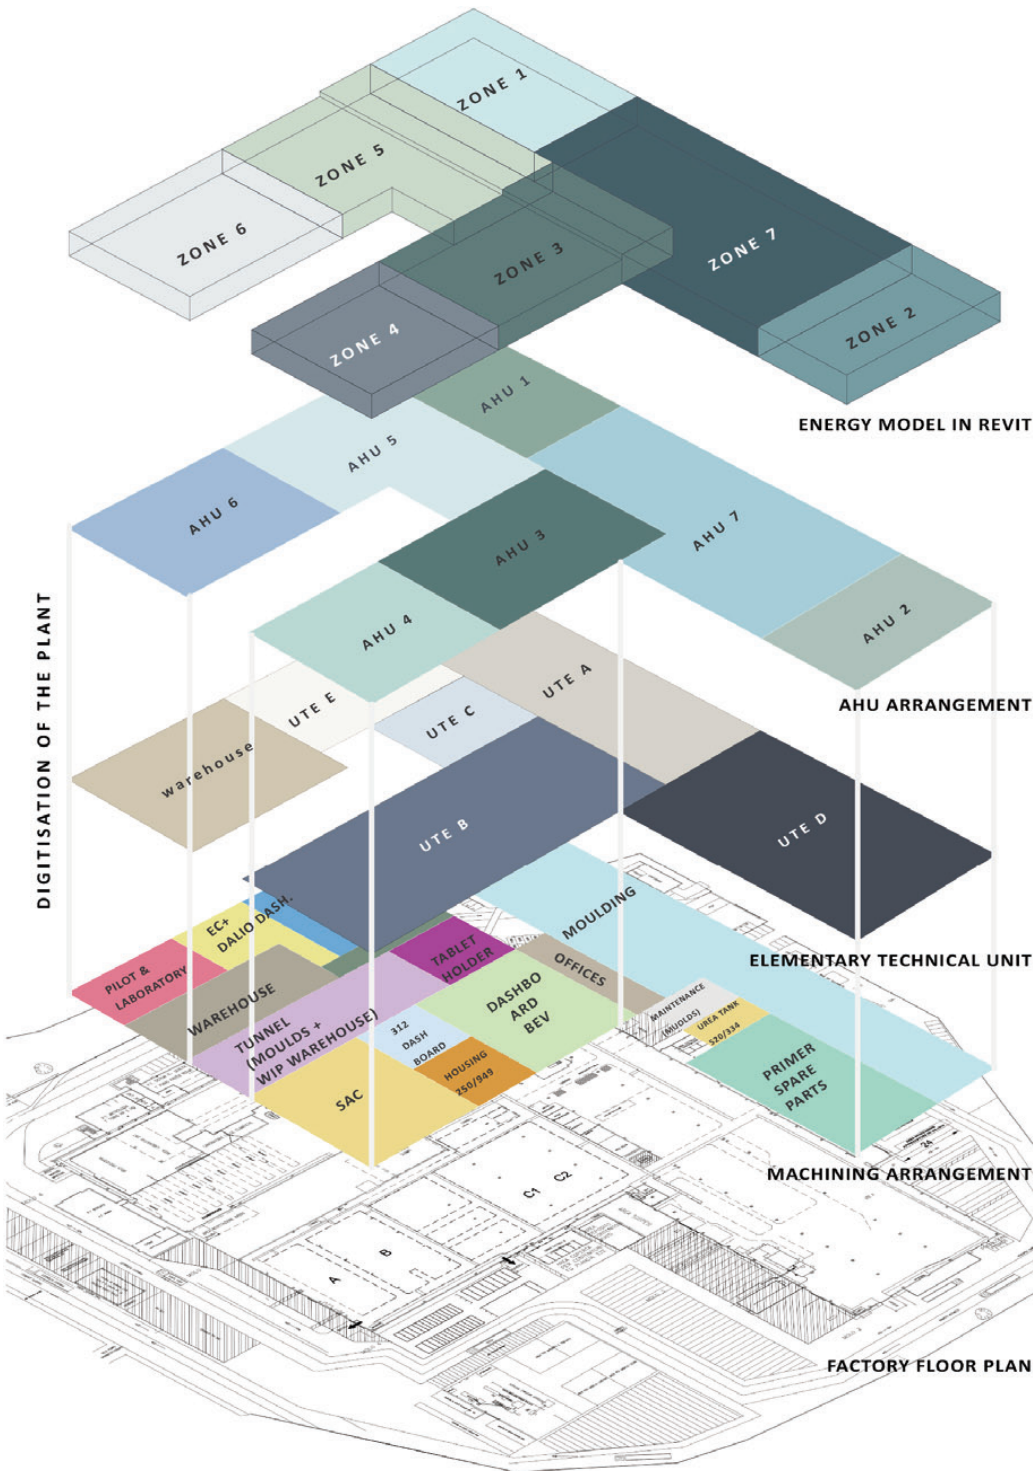 ZONE 1
ZONE 5
ZONE 6
ZONE 3
ZONE 7
ZONE 4
ZONE 2
ENERGY MODEL IN REVIT
AHU 1
AHU 5
AHU 6
AHU 3
AHU 7
AHU 4
AHU 2
AHU ARRANGEMENT
DIGITISATION OF THE PLANT
UTE A
UTE E
UTE C
warehouse
UTE B
UTE D
ELEMENTARY TECHNICAL UNIT
MOULDING
EC+
DALIO DASH.
PILOT &
LABORATORY
TABLET
HOLDER
OFFICES
WAREHOUSE
DASHBO
ARD
BEV
MAINTENANCE
(MUDLDS)
UREA TANK
520/334
TUNNEL
(MOULDS +
WIP WAREHOUSE)
312
DASH
BOARD
HOUSING
250/949
PRIMER
SPARE
PARTS
SAC
MACHINING ARRANGEMENT
24
C1
C2
B
A
FACTORY FLOOR PLAN